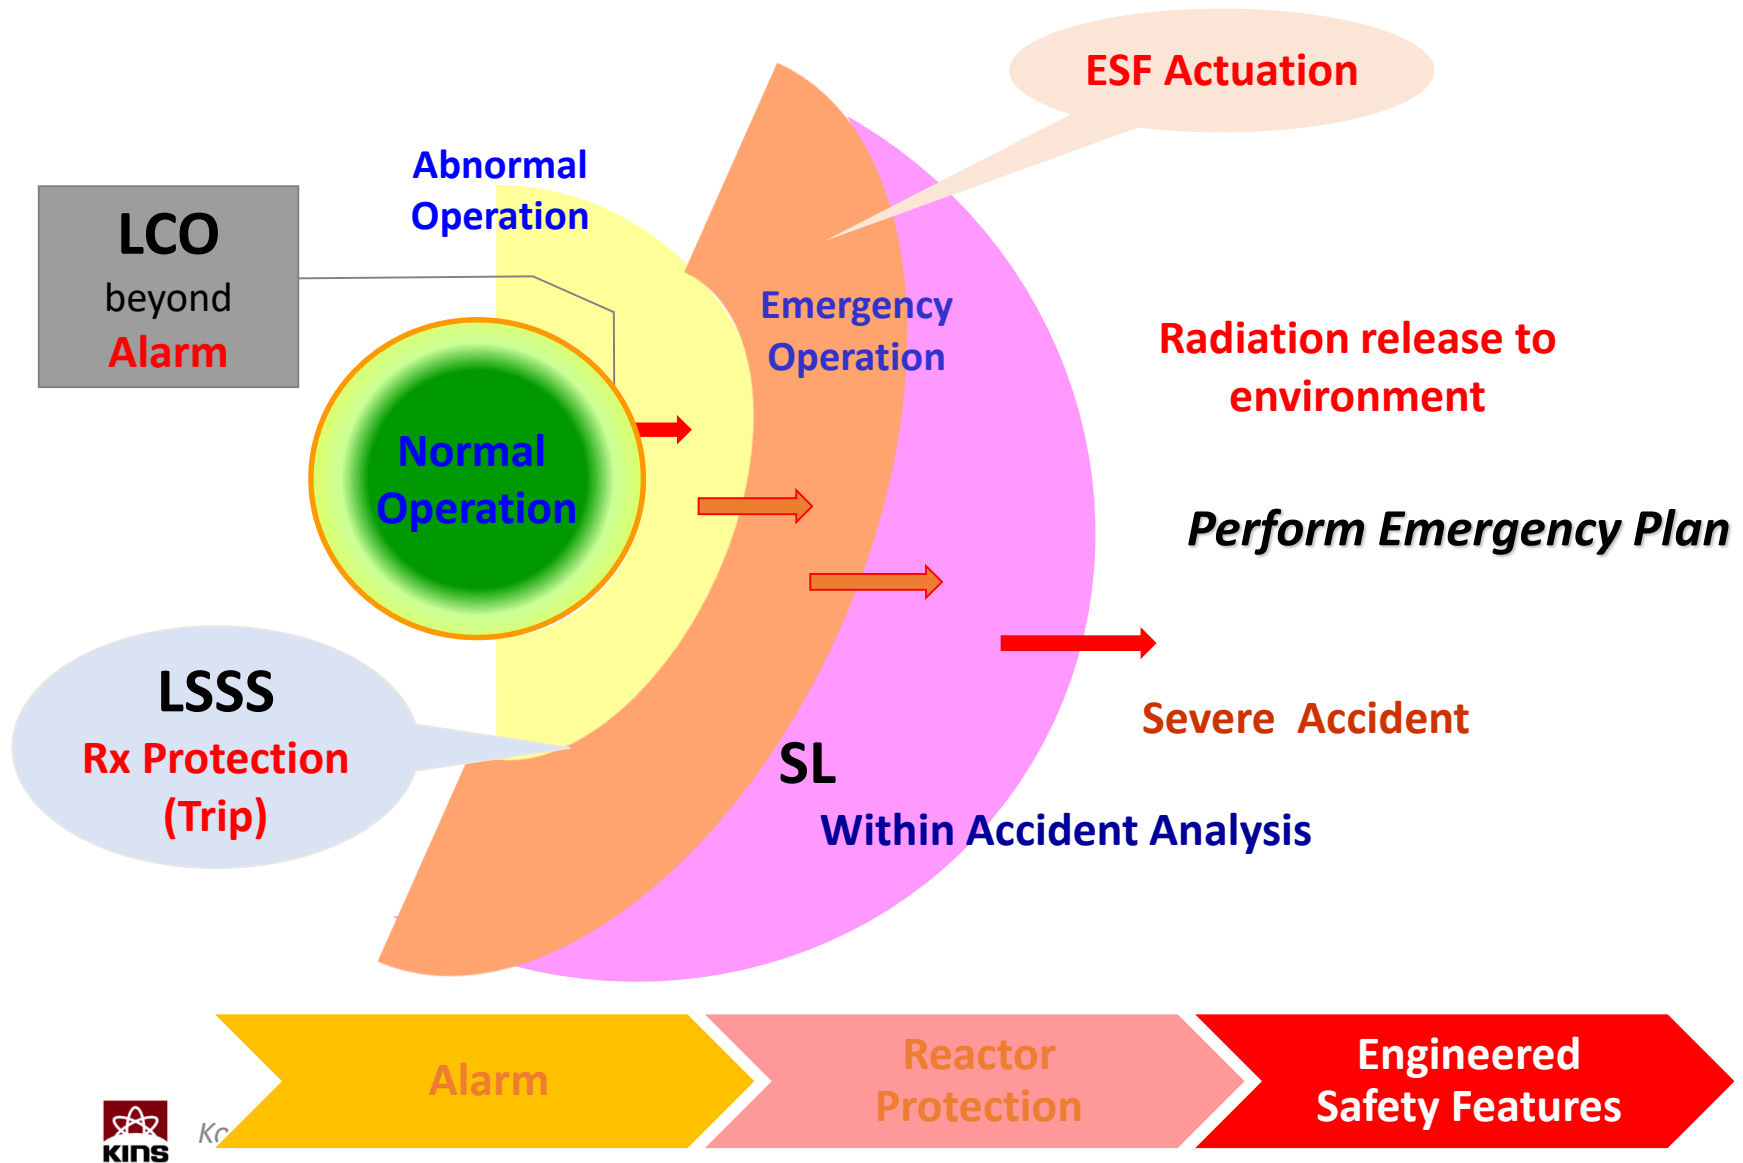 ESF Actuation
Abnormal
Operation
LCO
beyond
Alarm
Emergency
Operation
Radiation release to
environment
Normal
Operation
Perform Emergency Plan
LSSS
Rx Protection
(Trip)
Severe Accident
SL
Within Accident Analysis
Alarm
Reactor
Protection
Engineered
Safety Features
KINS